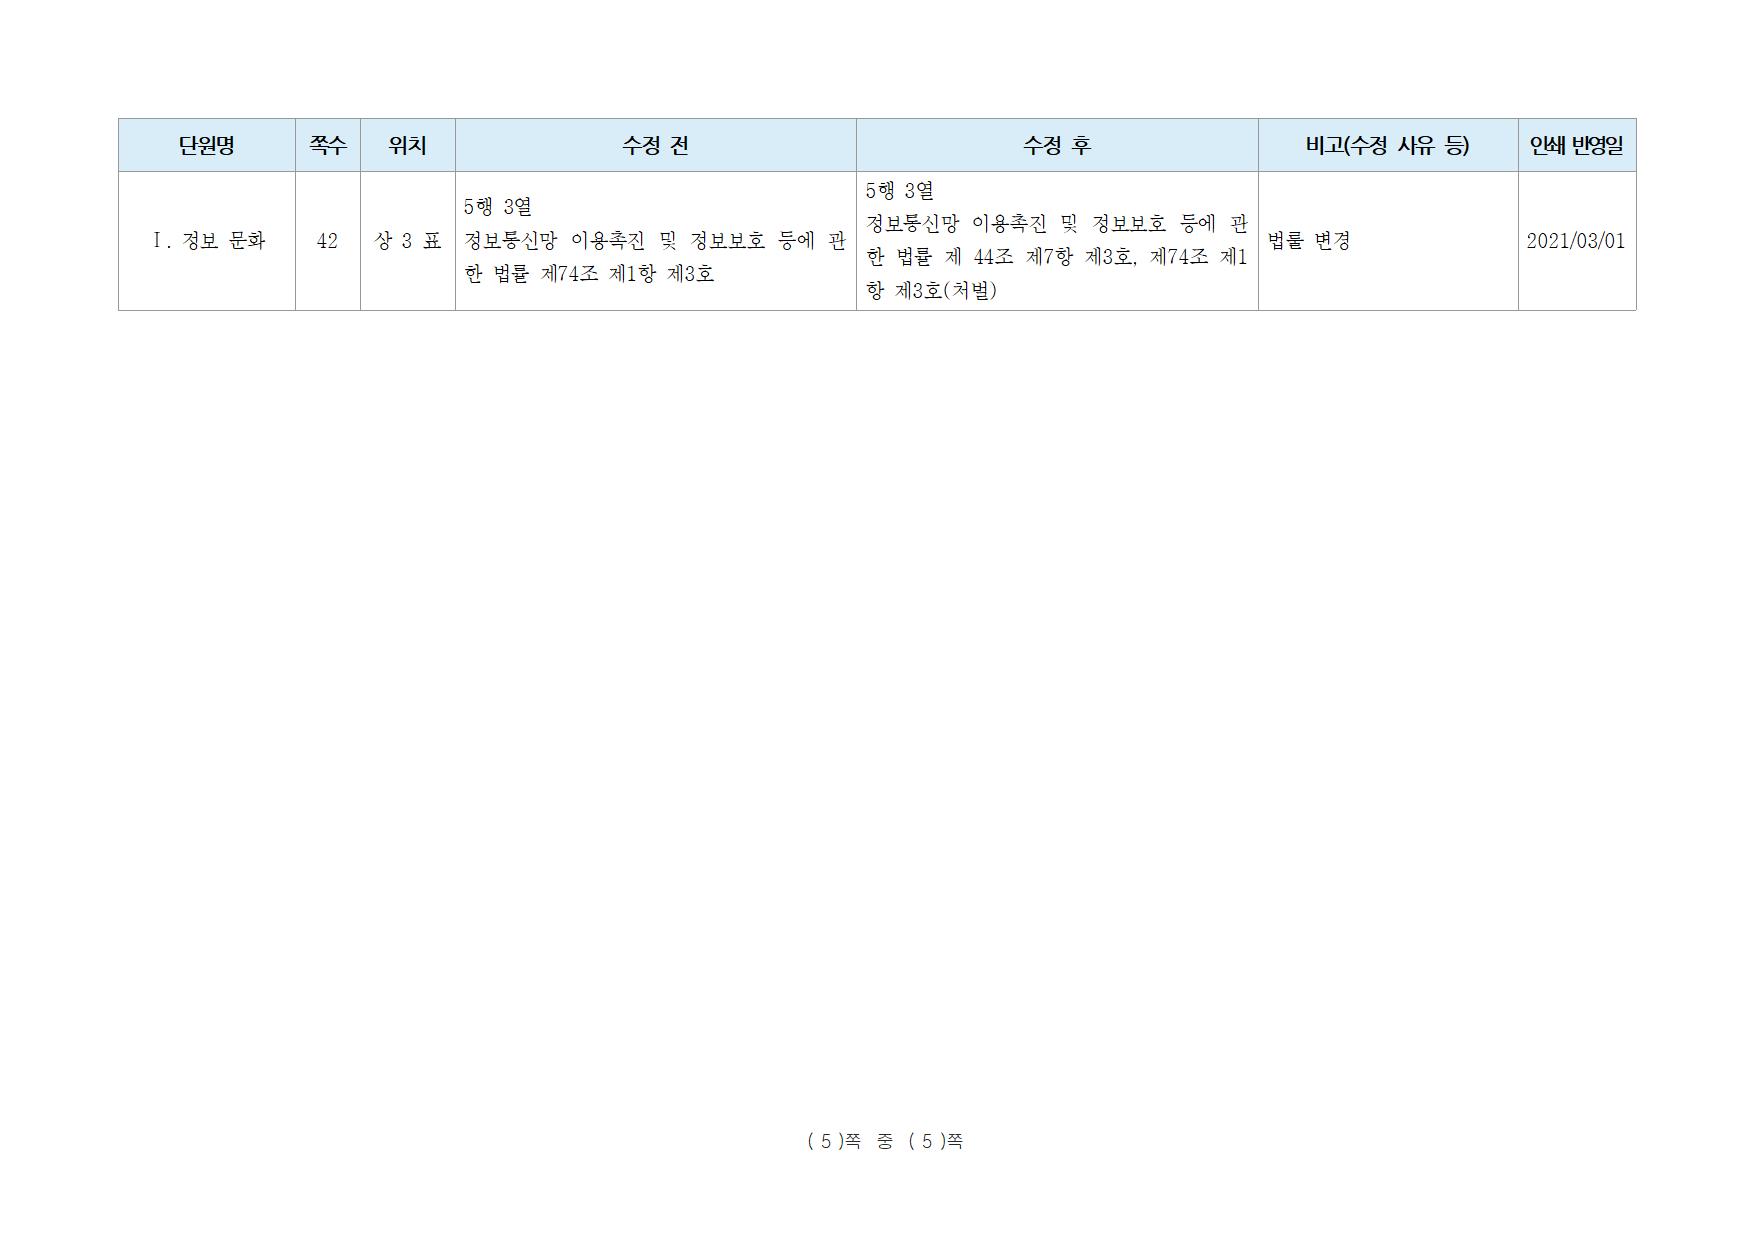 단원명 쪽수 위치 수정 전 수정 후 비고(수정 사유 등) 인쇄 반영일
Ⅰ. 정보 문화
42
상 3 표
5행 3열
정보통신망 이용촉진 및 정보보호 등에 관
한 법률 제74조 제1항 제3호
5행 3열
정보통신망 이용촉진 및 정보보호 등에 관
한 법률 제 44조 제7항 제3호, 제74조 제1
항 제3호(처벌)
법률 변경
2021/03/01
( 5 )쪽 중 ( 5 )쪽